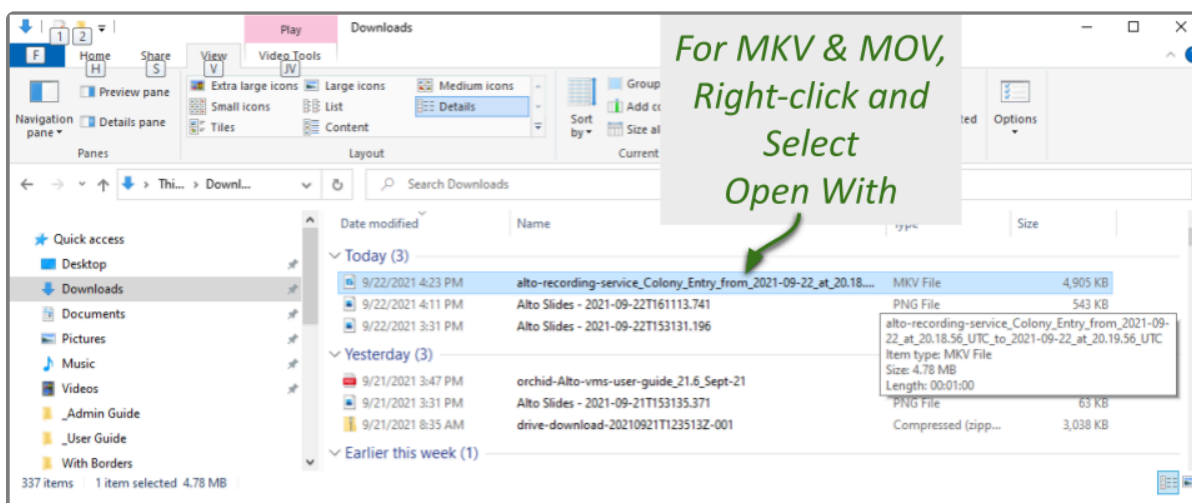 1 2
Play Downloads
F Home Share View Video Tools
H S V JV
Navigation pane
Preview pane
Details pane
Panes
Extra large icons Large icons Medium icons
Small icons List Details
Tiles Content
Layout
Sort by
Group
Add co
Size al
Current
ted
Options
For MKV & MOV,
Right-click and
Select
Open With
Thi... Downl...
Search Downloads
Date modified Name Type Size
Quick access
Desktop
Downloads
Documents
Pictures
Music
Videos
_Admin Guide
_User Guide
With Borders
Today (3)
9/22/2021 4:23 PM alto-recording-service_Colony_Entry_from_2021-09-22_at_20.18.... MKV File 4,905 KB
9/22/2021 4:11 PM Alto Slides - 2021-09-22T161113.741 PNG File 543 KB
9/22/2021 3:31 PM Alto Slides - 2021-09-22T153131.196
alto-recording-service_Colony_Entry_from_2021-09-
22_at_20.18.56_UTC_to_2021-09-22_at_20.19.56_UTC
Item type: MKV File
Size: 4.78 MB
Length: 00:01:00
Yesterday (3)
9/21/2021 3:47 PM orchid-Alto-vms-user-guide_21.6_Sept-21
9/21/2021 3:31 PM Alto Slides - 2021-09-21T153135.371 PNG File 63 KB
9/21/2021 8:35 AM drive-download-20210921T123513Z-001 Compressed (zipp... 3,038 KB
Earlier this week (1)
337 items 1 item selected 4.78 MB